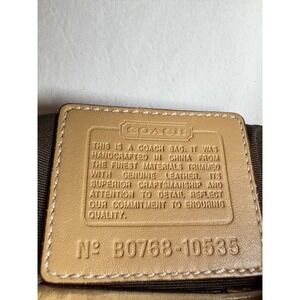 COACH
THIS IS A COACH BAG. IT WAS
HANDCRAFTED IN CHINA FROM
THE FINEST MATERIALS TRIMMED
WITH GENUINE LEATHER. ITS
SUPERIOR CRAFTSMANSHIP AND
ATTENTION TO DETAIL REFLECT
OUR COMMITMENT TO ENDURING
QUALITY.
Nº B0768-10535